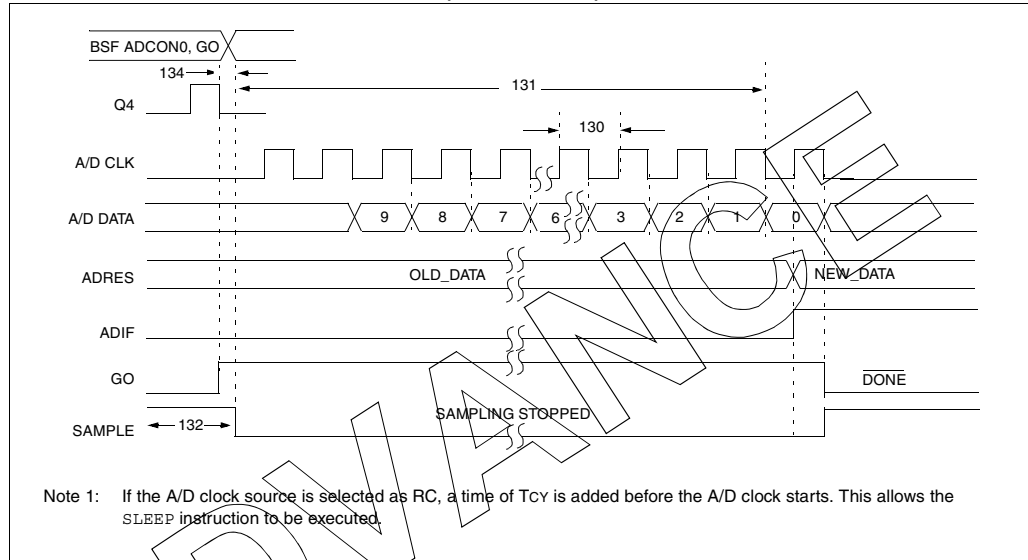 BSF ADCON0, GO
134
131
Q4
130
A/D CLK
A/D DATA
9 8 7 6 3 2 1 0
ADRES
OLD_DATA
NEW_DATA
ADIF
GO
DONE
SAMPLING STOPPED
SAMPLE
132
Note 1: If the A/D clock source is selected as RC, a time of TCY is added before the A/D clock starts. This allows the
SLEEP instruction to be executed.
ADVANCE